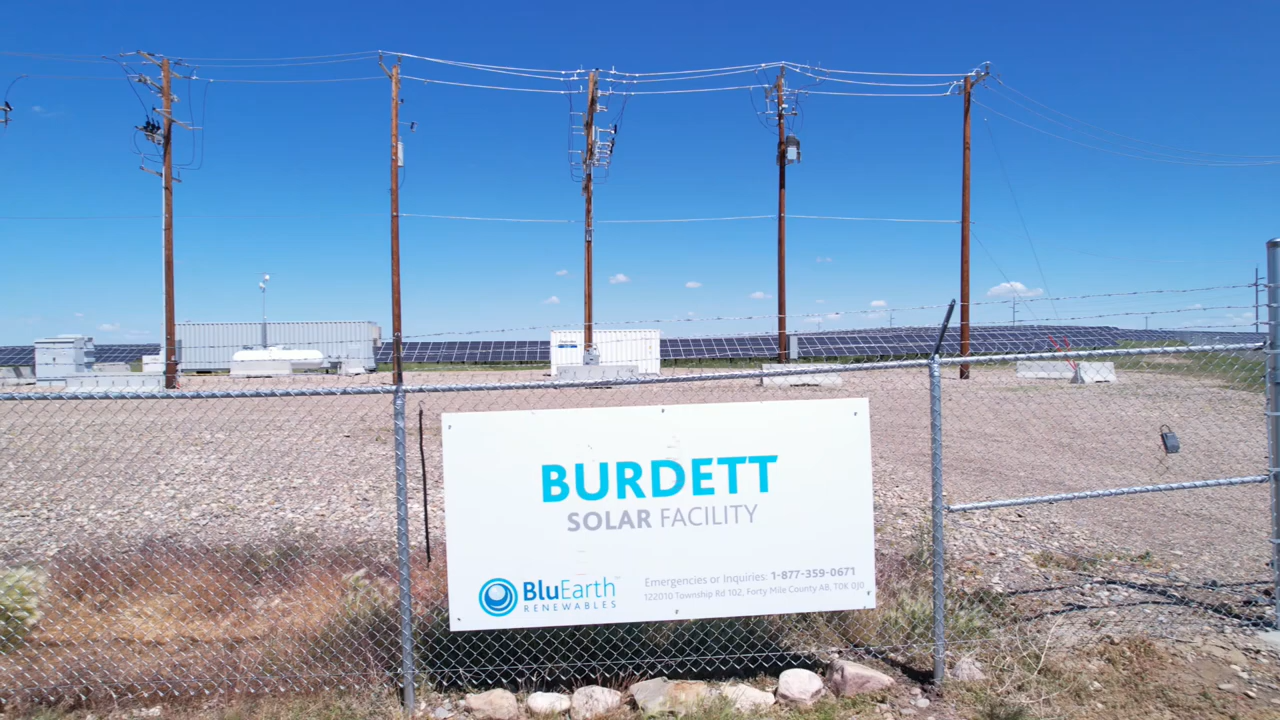 BURDETT
SOLAR FACILITY
BluEarth
RENEWABLES
Emergencies or Inquiries: 1-877-359-0671
122010 Township Rd 102, Forty Mile County AB, T0K 0J0